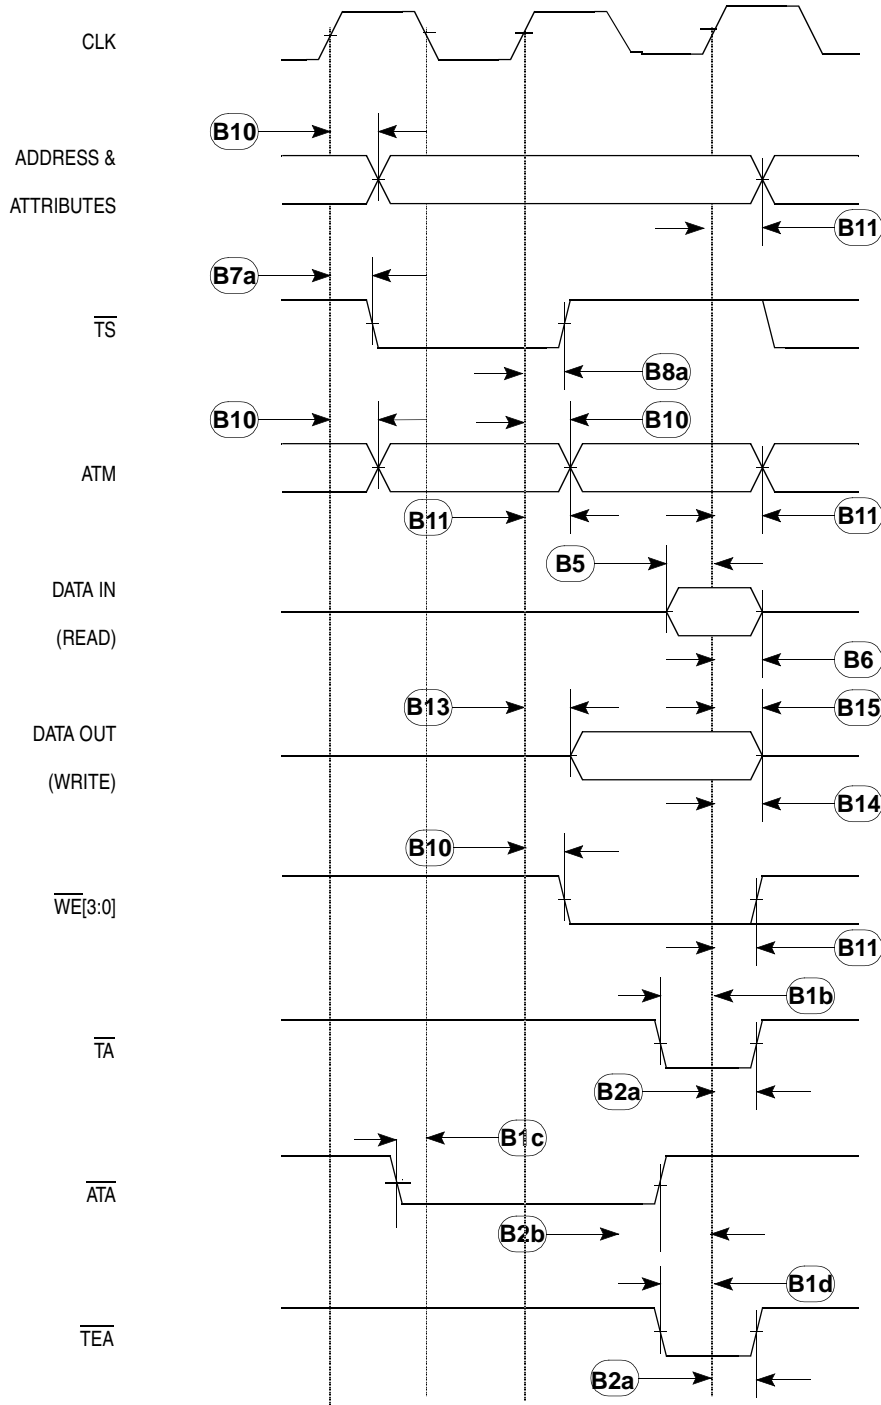 CLK
B10
ADDRESS &
ATTRIBUTES
B11
B7a
TS
B8a
B10
B10
ATM
B11
B11
B5
DATA IN
(READ)
B6
B13
B15
DATA OUT
(WRITE)
B14
B10
WE[3:0]
B11
B1b
TA
B2a
B1c
ATA
B2b
B1d
TEA
B2a